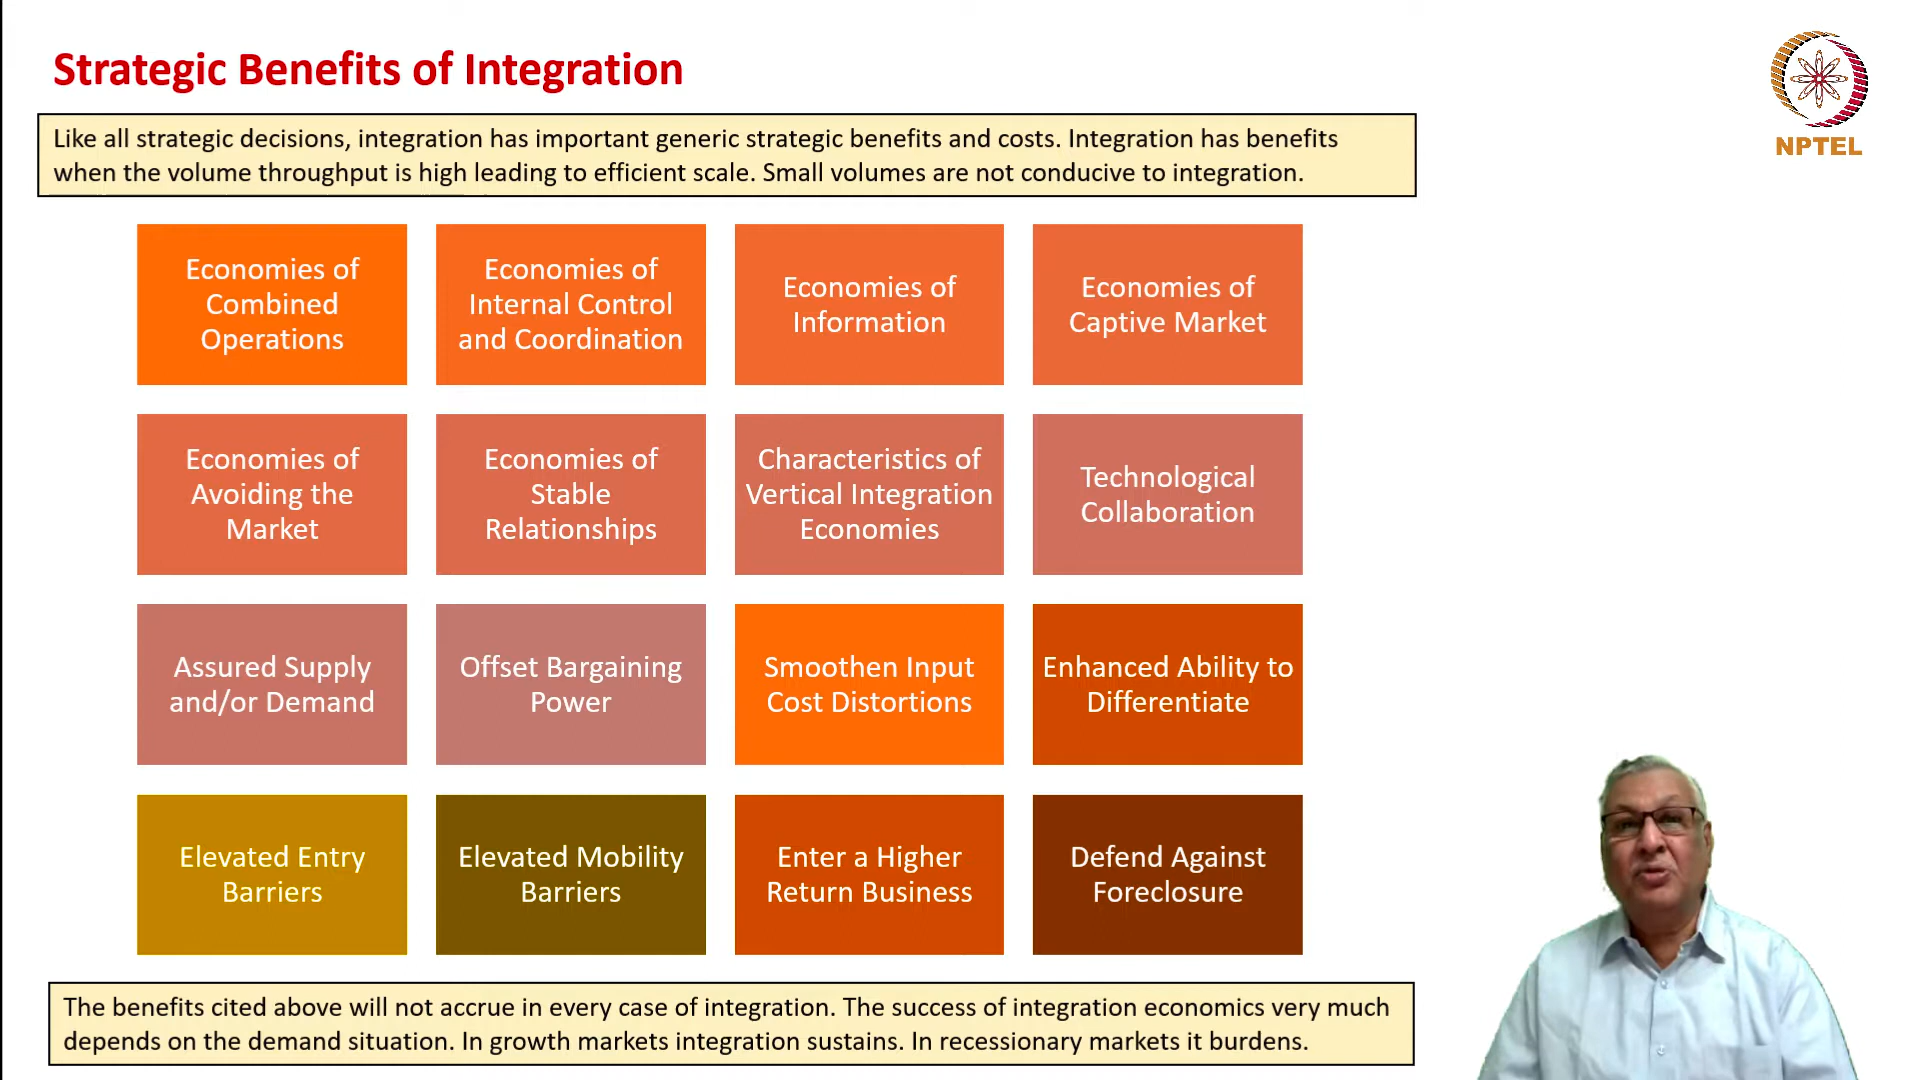 Strategic Benefits of Integration
NPTEL
Like all strategic decisions, integration has important generic strategic benefits and costs. Integration has benefits
when the volume throughput is high leading to efficient scale. Small volumes are not conducive to integration.
Economies of
Combined
Operations
Economies of
Internal Control
and Coordination
Economies of
Information
Economies of
Captive Market
Economies of
Avoiding the
Market
Economies of
Stable
Relationships
Characteristics of
Vertical Integration
Economies
Technological
Collaboration
Assured Supply
and/or Demand
Offset Bargaining
Power
Smoothen Input
Cost Distortions
Enhanced Ability to
Differentiate
Elevated Entry
Barriers
Elevated Mobility
Barriers
Enter a Higher
Return Business
Defend Against
Foreclosure
The benefits cited above will not accrue in every case of integration. The success of integration economics very much
depends on the demand situation. In growth markets integration sustains. In recessionary markets it burdens.